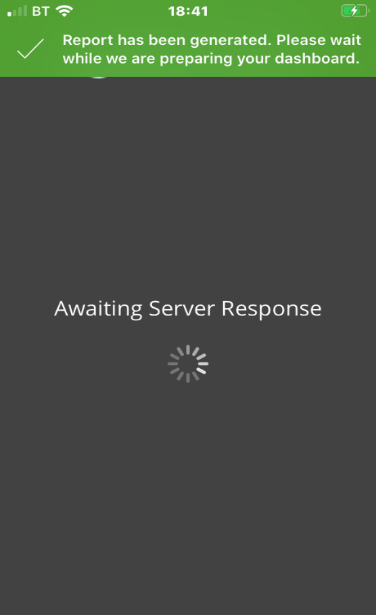 BT 18:41
Report has been generated. Please wait
while we are preparing your dashboard.
Awaiting Server Response